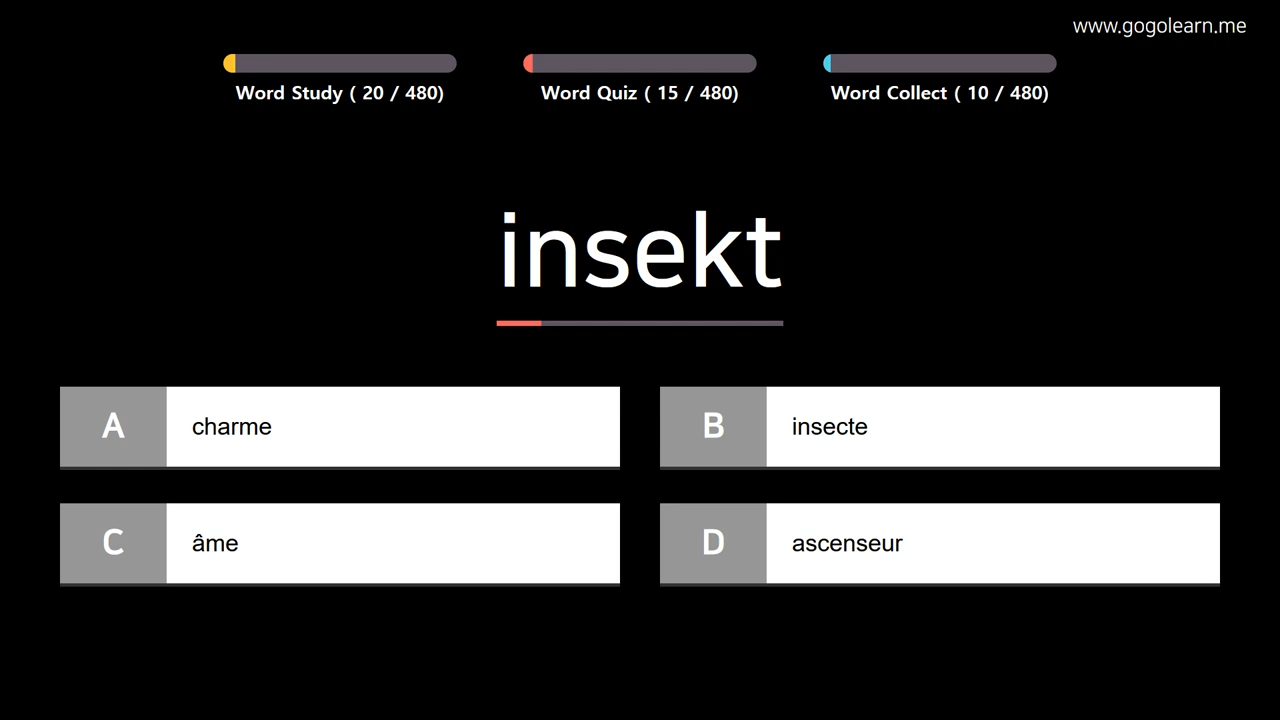 www.gogolearn.me
Word Study ( 20 / 480)
Word Quiz ( 15 / 480)
Word Collect ( 10 / 480)
insekt
A charme
B insecte
C âme
D ascenseur